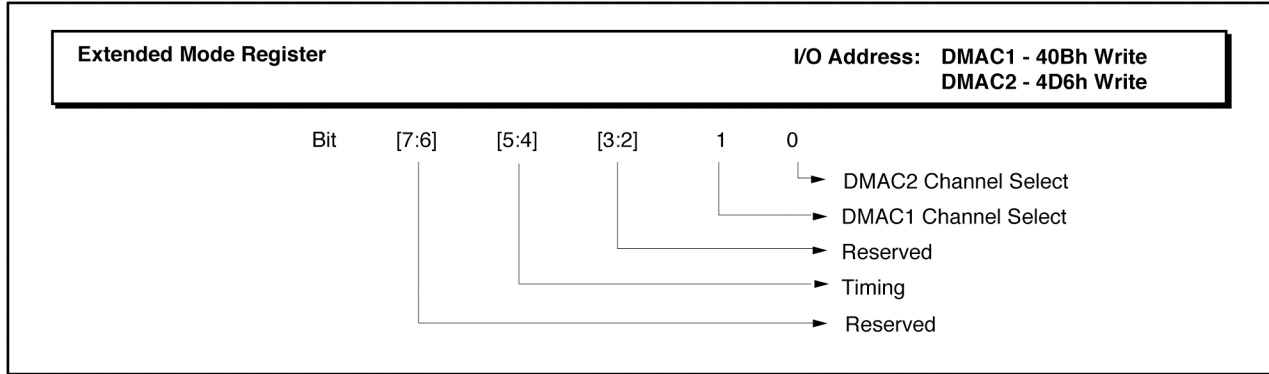 Extended Mode Register
I/O Address: DMAC1 - 40Bh Write
DMAC2 - 4D6h Write
Bit [7:6] [5:4] [3:2] 1 0
DMAC2 Channel Select
DMAC1 Channel Select
Reserved
Timing
Reserved